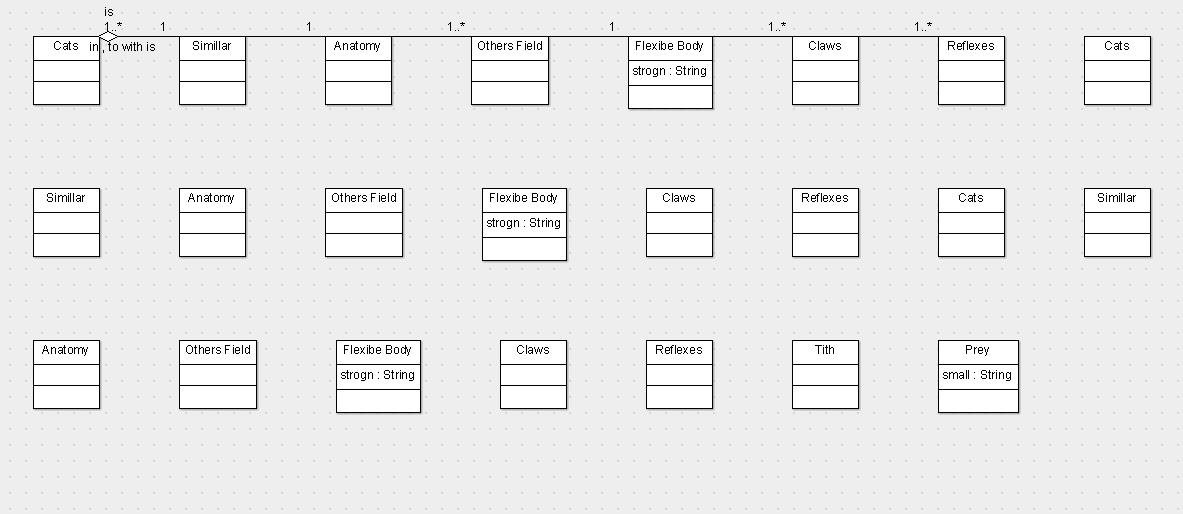 is
1..* 1 1 1..* 1 1..* 1..*
Cats in , to with is Simillar Anatomy Others Field Flexibe Body Claws Reflexes Cats
strogn : String
Simillar Anatomy Others Field Flexibe Body Claws Reflexes Cats Simillar
strogn : String
Anatomy Others Field Flexibe Body Claws Reflexes Tith Prey
strogn : String small : String